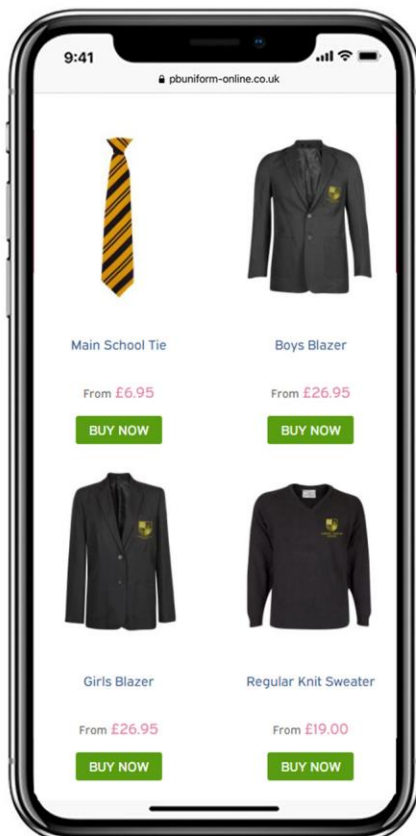 9:41
pbuniform-online.co.uk
Main School Tie
Boys Blazer
From £6.95
From £26.95
BUY NOW
BUY NOW
Girls Blazer
Regular Knit Sweater
From £26.95
From £19.00
BUY NOW
BUY NOW